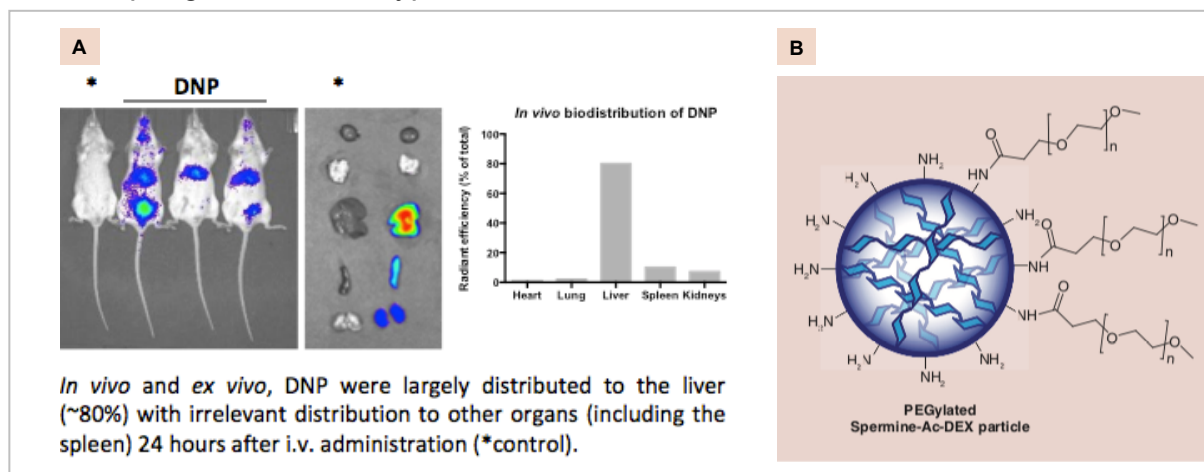 A
*
DNP
*
In vivo biodistribution of DNP
Radiant efficiency (% of total)
100
80
60
40
20
0
Heart Lung Liver Spleen Kidneys
In vivo and ex vivo, DNP were largely distributed to the liver
(~80%) with irrelevant distribution to other organs (including the
spleen) 24 hours after i.v. administration (*control).
B
NH2
H2N
H2N
H2N
H2N
H2N
NH2
NH2
NH2
HN
O
O
O
n
NH
O
O
O
n
NH
O
O
O
n
PEGylated
Spermine-Ac-DEX particle